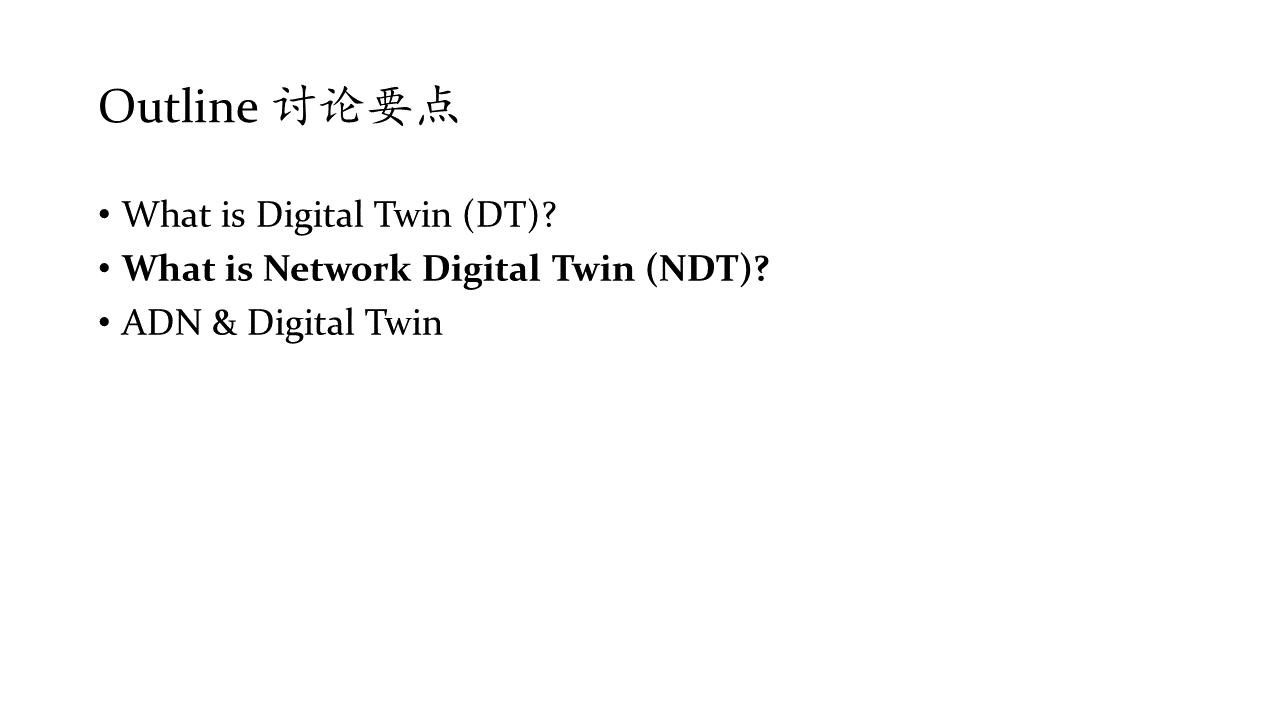 Outline 讨论要点
• What is Digital Twin (DT)?
• What is Network Digital Twin (NDT)?
• ADN & Digital Twin